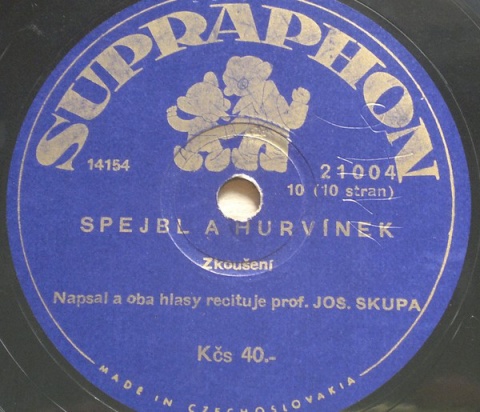 SUPRAPHON
14154
21004
10 (10 stran)
SPEJBL A HURVÍNEK
Zkoušení
Napsal a oba hlasy recituje prof. JOS. SKUPA
Kčs 40.-
MADE IN CZECHOSLOVAKIA